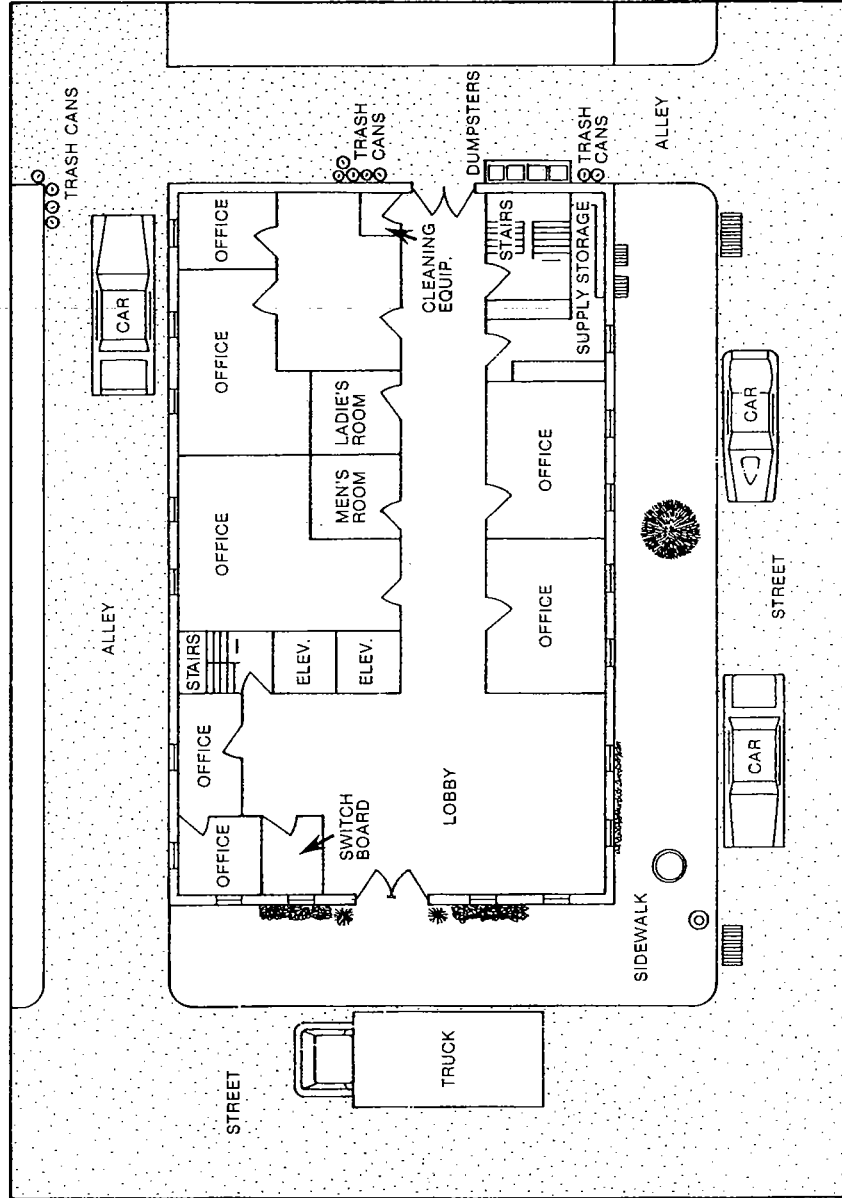 TRASH CANS
ALLEY
CAR
STREET
OFFICE
OFFICE
STAIRS
OFFICE
OFFICE
OFFICE
ELEV.
ELEV.
SWITCH
BOARD
MEN'S
ROOM
LADIE'S
ROOM
TRASH
CANS
CLEANING
EQUIP.
LOBBY
TRUCK
DUMPSTERS
STAIRS
OFFICE
OFFICE
SUPPLY STORAGE
TRASH
CANS
SIDEWALK
ALLEY
CAR
STREET
CAR